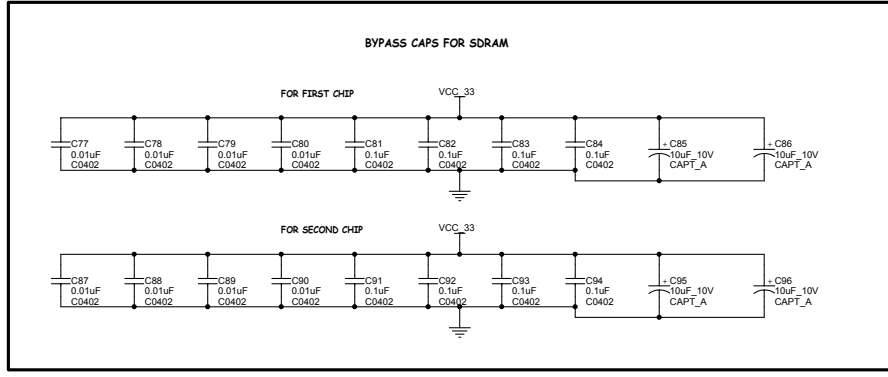 BYPASS CAPS FOR SDRAM
FOR FIRST CHIP
VCC_33
C77 C78 C79 C80 C81 C82 C83 C84 + C85 + C86
0.01uF 0.01uF 0.01uF 0.01uF 0.1uF 0.1uF 0.1uF 0.1uF 10uF_10V 10uF_10V
C0402 C0402 C0402 C0402 C0402 C0402 C0402 C0402 CAPT_A CAPT_A
FOR SECOND CHIP
VCC_33
C87 C88 C89 C90 C91 C92 C93 C94 + C95 + C96
0.01uF 0.01uF 0.01uF 0.01uF 0.1uF 0.1uF 0.1uF 0.1uF 10uF_10V 10uF_10V
C0402 C0402 C0402 C0402 C0402 C0402 C0402 C0402 CAPT_A CAPT_A